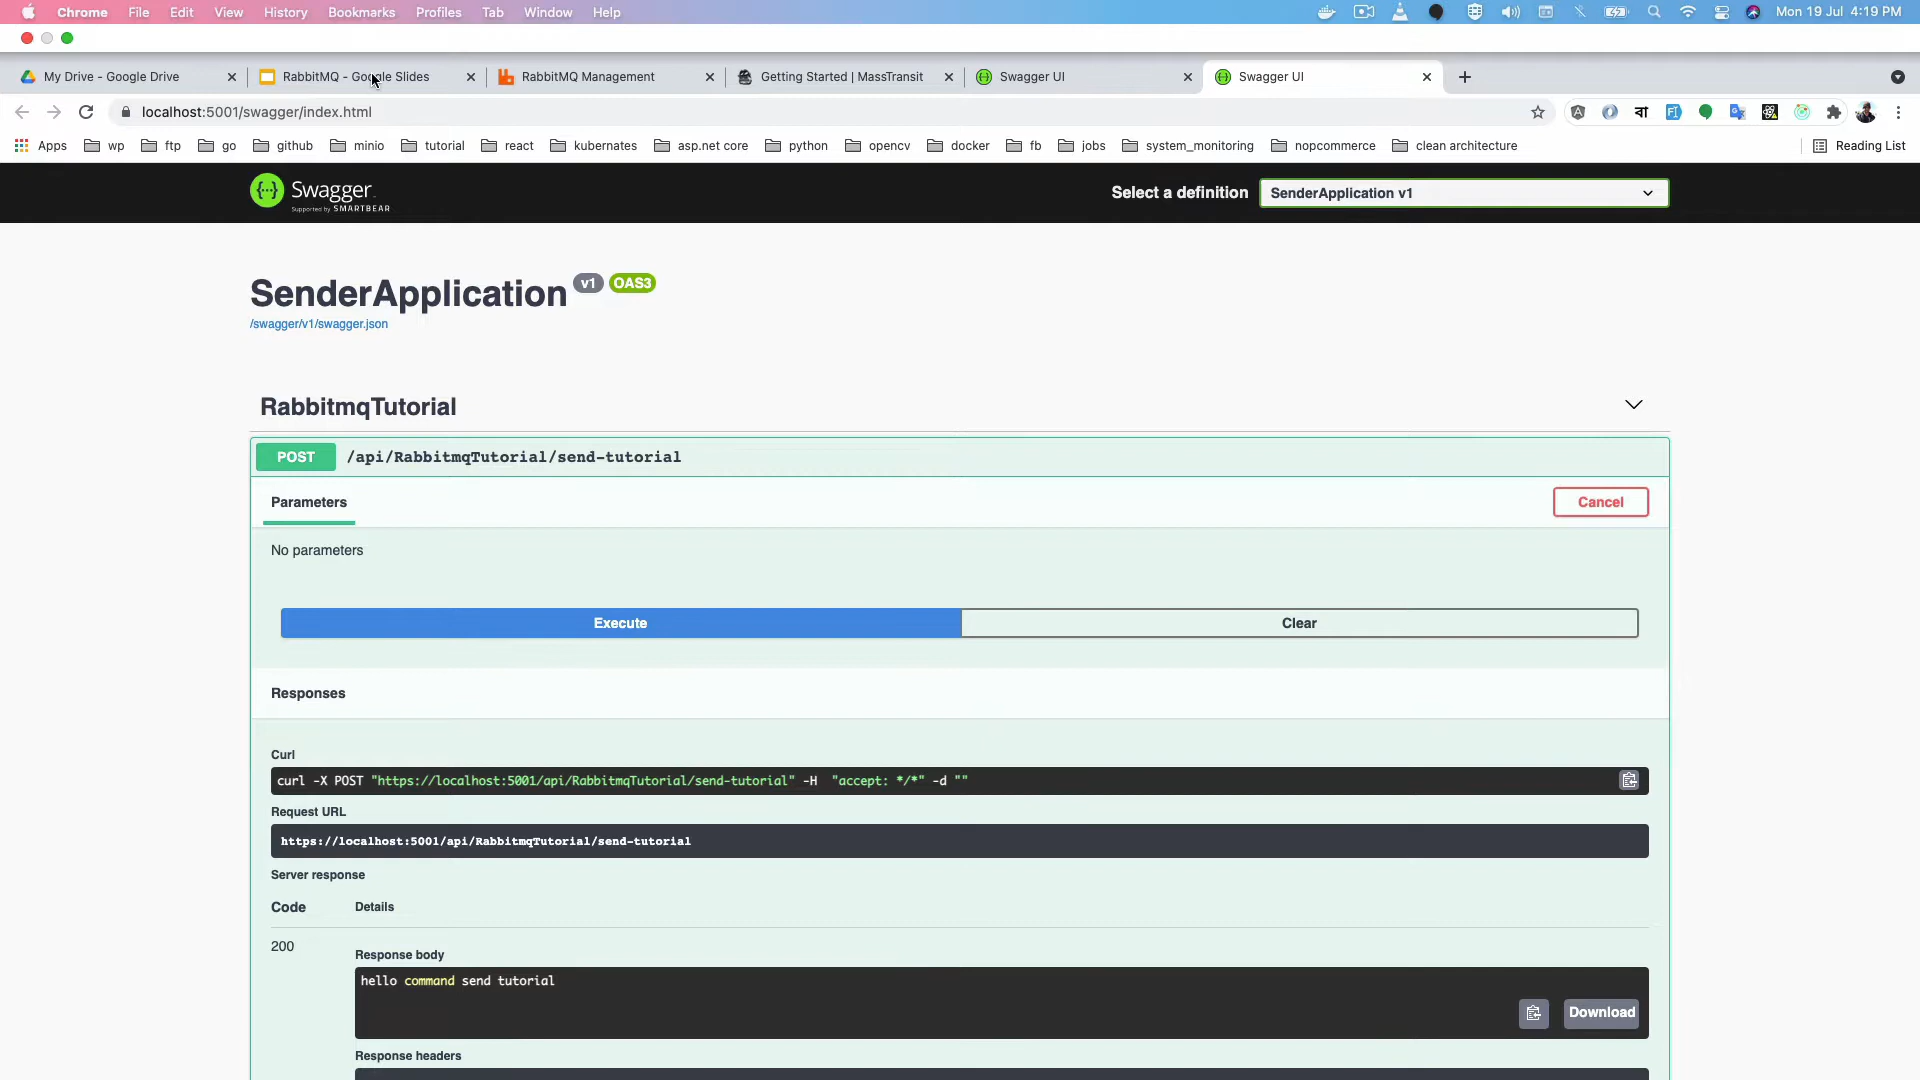 Chrome File Edit View History Bookmarks Profiles Tab Window Help Mon 19 Jul 4:19 PM
My Drive - Google Drive RabbitMQ - Google Slides RabbitMQ Management Getting Started | MassTransit Swagger UI Swagger UI
localhost:5001/swagger/index.html
Apps wp ftp go github minio tutorial react kubernetes asp.net core python opencv docker fb jobs system_monitoring nopcommerce clean architecture Reading List
Swagger
Supported by SMARTBEAR
Select a definition SenderApplication v1
SenderApplication v1 OAS3
/swagger/v1/swagger.json
RabbitmqTutorial
POST /api/RabbitmqTutorial/send-tutorial
Parameters Cancel
No parameters
Execute Clear
Responses
Curl
curl -X POST "https://localhost:5001/api/RabbitmqTutorial/send-tutorial" -H  "accept: */*" -d ""
Request URL
https://localhost:5001/api/RabbitmqTutorial/send-tutorial
Server response
Code Details
200
Response body
hello command send tutorial
Download
Response headers